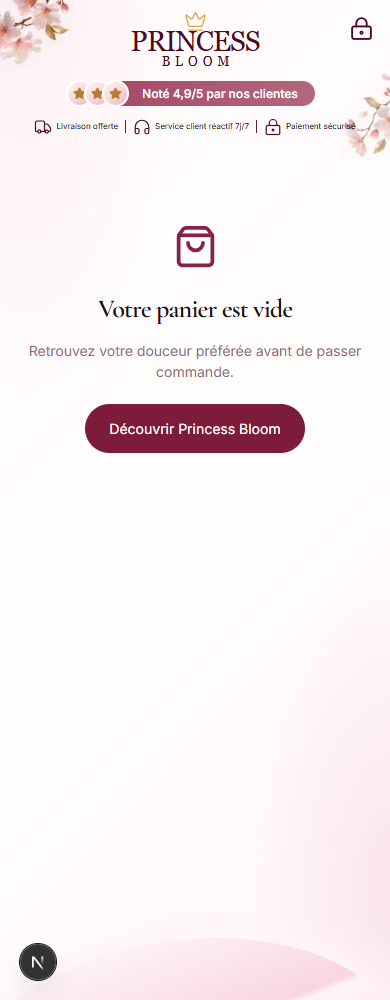 PRINCESS
BLOOM
Noté 4,9/5 par nos clientes
Livraison offerte | Service client réactif 7j/7 | Paiement sécurisé
Votre panier est vide
Retrouvez votre douceur préférée avant de passer
commande.
Découvrir Princess Bloom
N